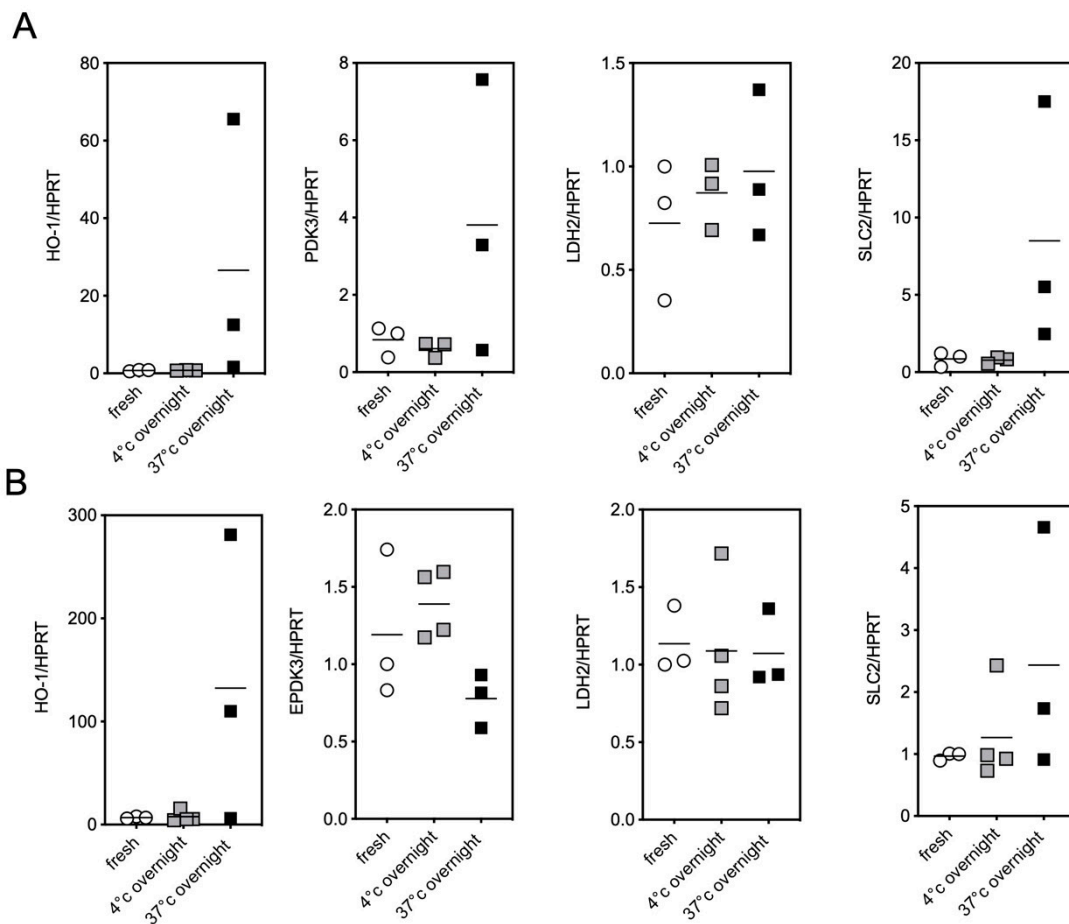 A
HO-1/HPRT
80
60
40
20
0
fresh
4°c overnight
37°c overnight
PDK3/HPRT
8
6
4
2
0
fresh
4°c overnight
37°c overnight
LDH2/HPRT
1.5
1.0
0.5
0.0
fresh
4°c overnight
37°c overnight
SLC2/HPRT
20
15
10
5
0
fresh
4°c overnight
37°c overnight
B
HO-1/HPRT
300
200
100
0
fresh
4°c overnight
37°c overnight
EPDK3/HPRT
2.0
1.5
1.0
0.5
0.0
fresh
4°c overnight
37°c overnight
LDH2/HPRT
2.0
1.5
1.0
0.5
0.0
fresh
4°c overnight
37°c overnight
SLC2/HPRT
5
4
3
2
1
0
fresh
4°c overnight
37°c overnight